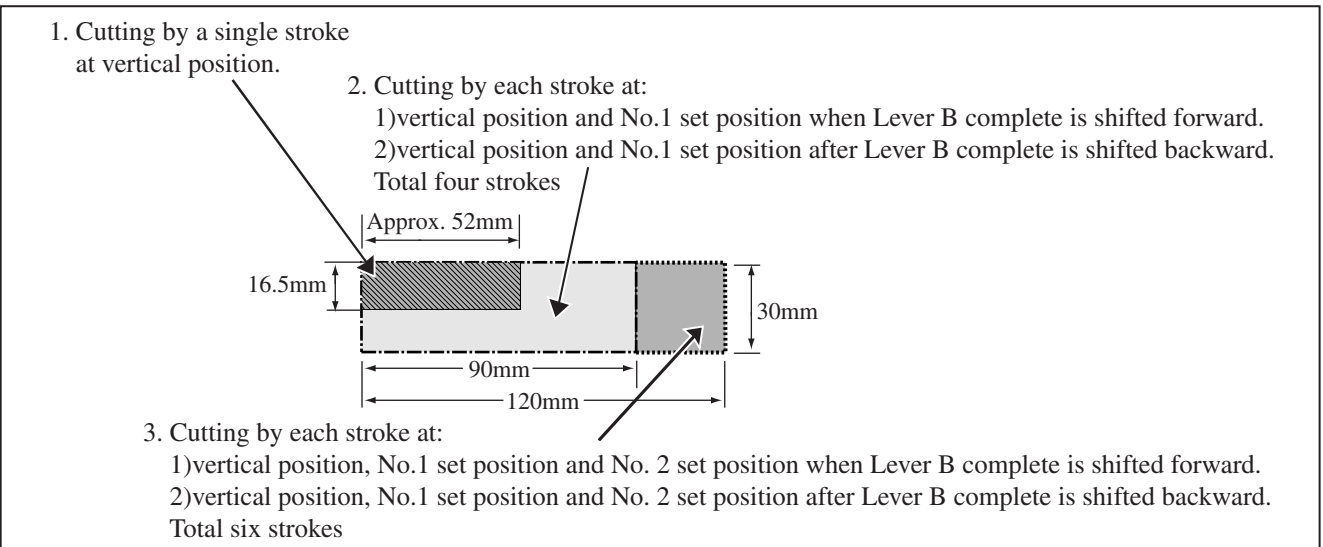 1. Cutting by a single stroke
at vertical position.
2. Cutting by each stroke at:
1)vertical position and No.1 set position when Lever B complete is shifted forward.
2)vertical position and No.1 set position after Lever B complete is shifted backward.
Total four strokes
Approx. 52mm
16.5mm
30mm
90mm
120mm
3. Cutting by each stroke at:
1)vertical position, No.1 set position and No. 2 set position when Lever B complete is shifted forward.
2)vertical position, No.1 set position and No. 2 set position after Lever B complete is shifted backward.
Total six strokes